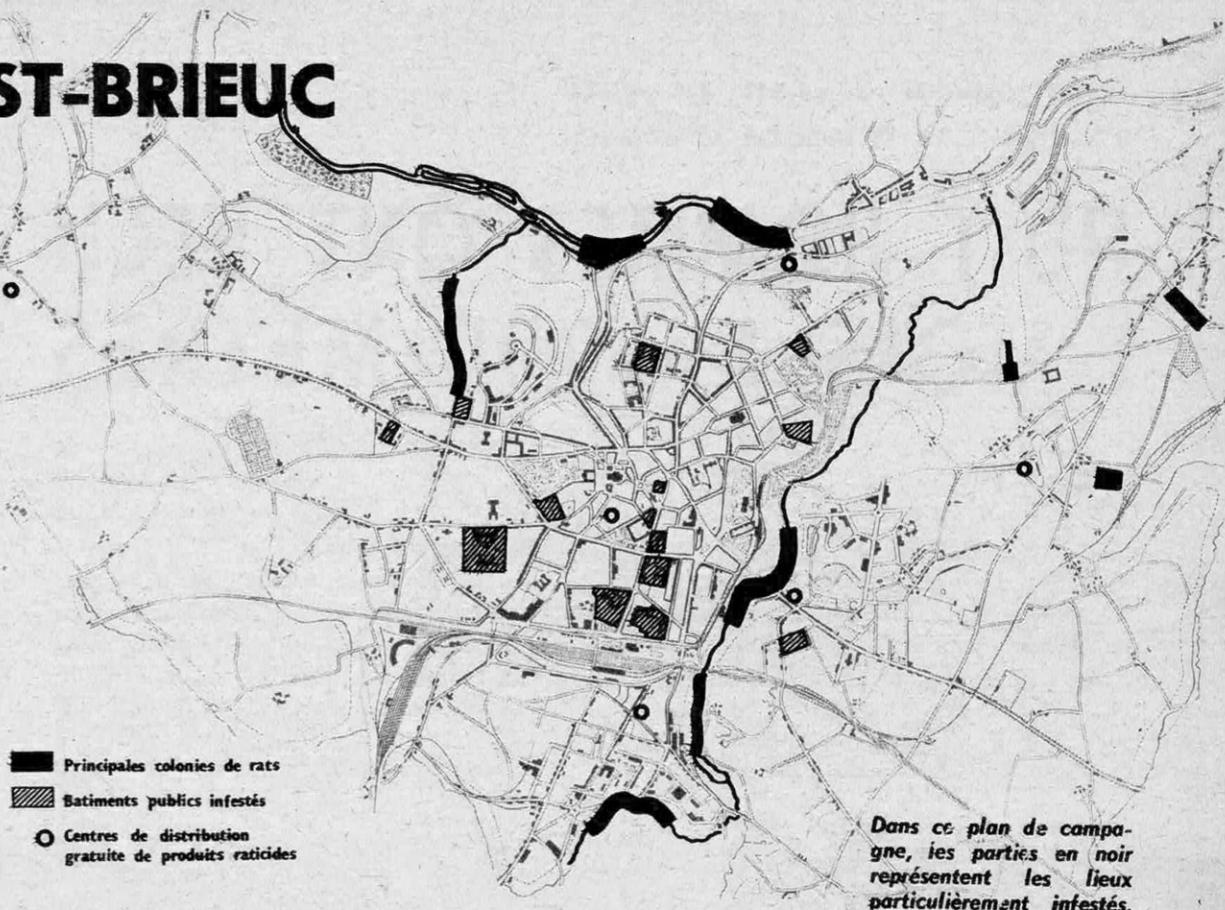 ST-BRIEUC
Principales colonies de rats
Batiments publics infestés
Centres de distribution
gratuite de produits raticides
Dans ce plan de campa-
gne, les parties en noir
représentent les lieux
particulièrement infestés.